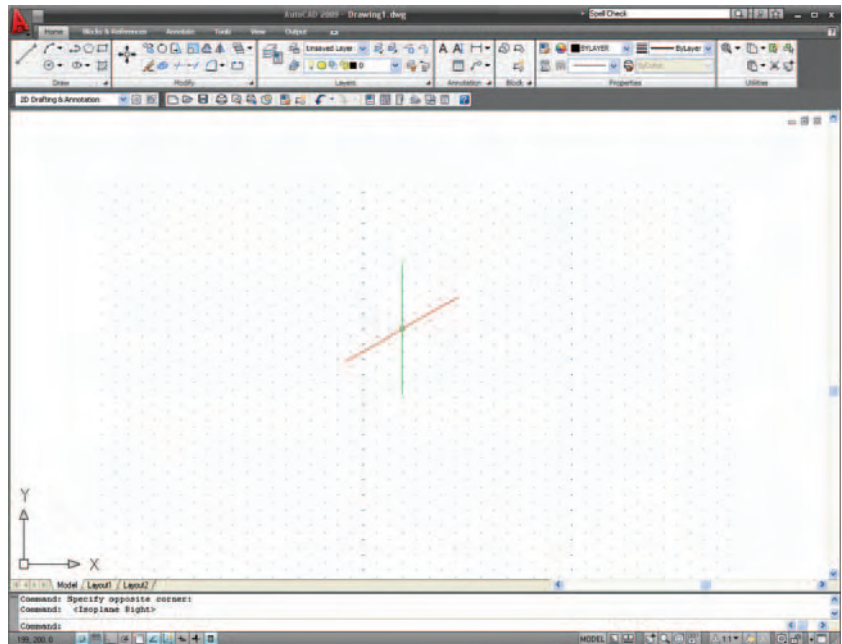 AutoCAD 2009 - Drawing1.dwg
Spell Check
Home Blocks & References Annotate Tools View Output
Unsaved Layer
0
A A
BYLAYER
ByLayer
ByColor
Draw Modify Layers Annotation Block Properties Utilities
2D Drafting & Annotation
Y
X
Model / Layout1 / Layout2 /
Command: Specify opposite corner:
Command: <Isoplane Right>
Command:
MODEL